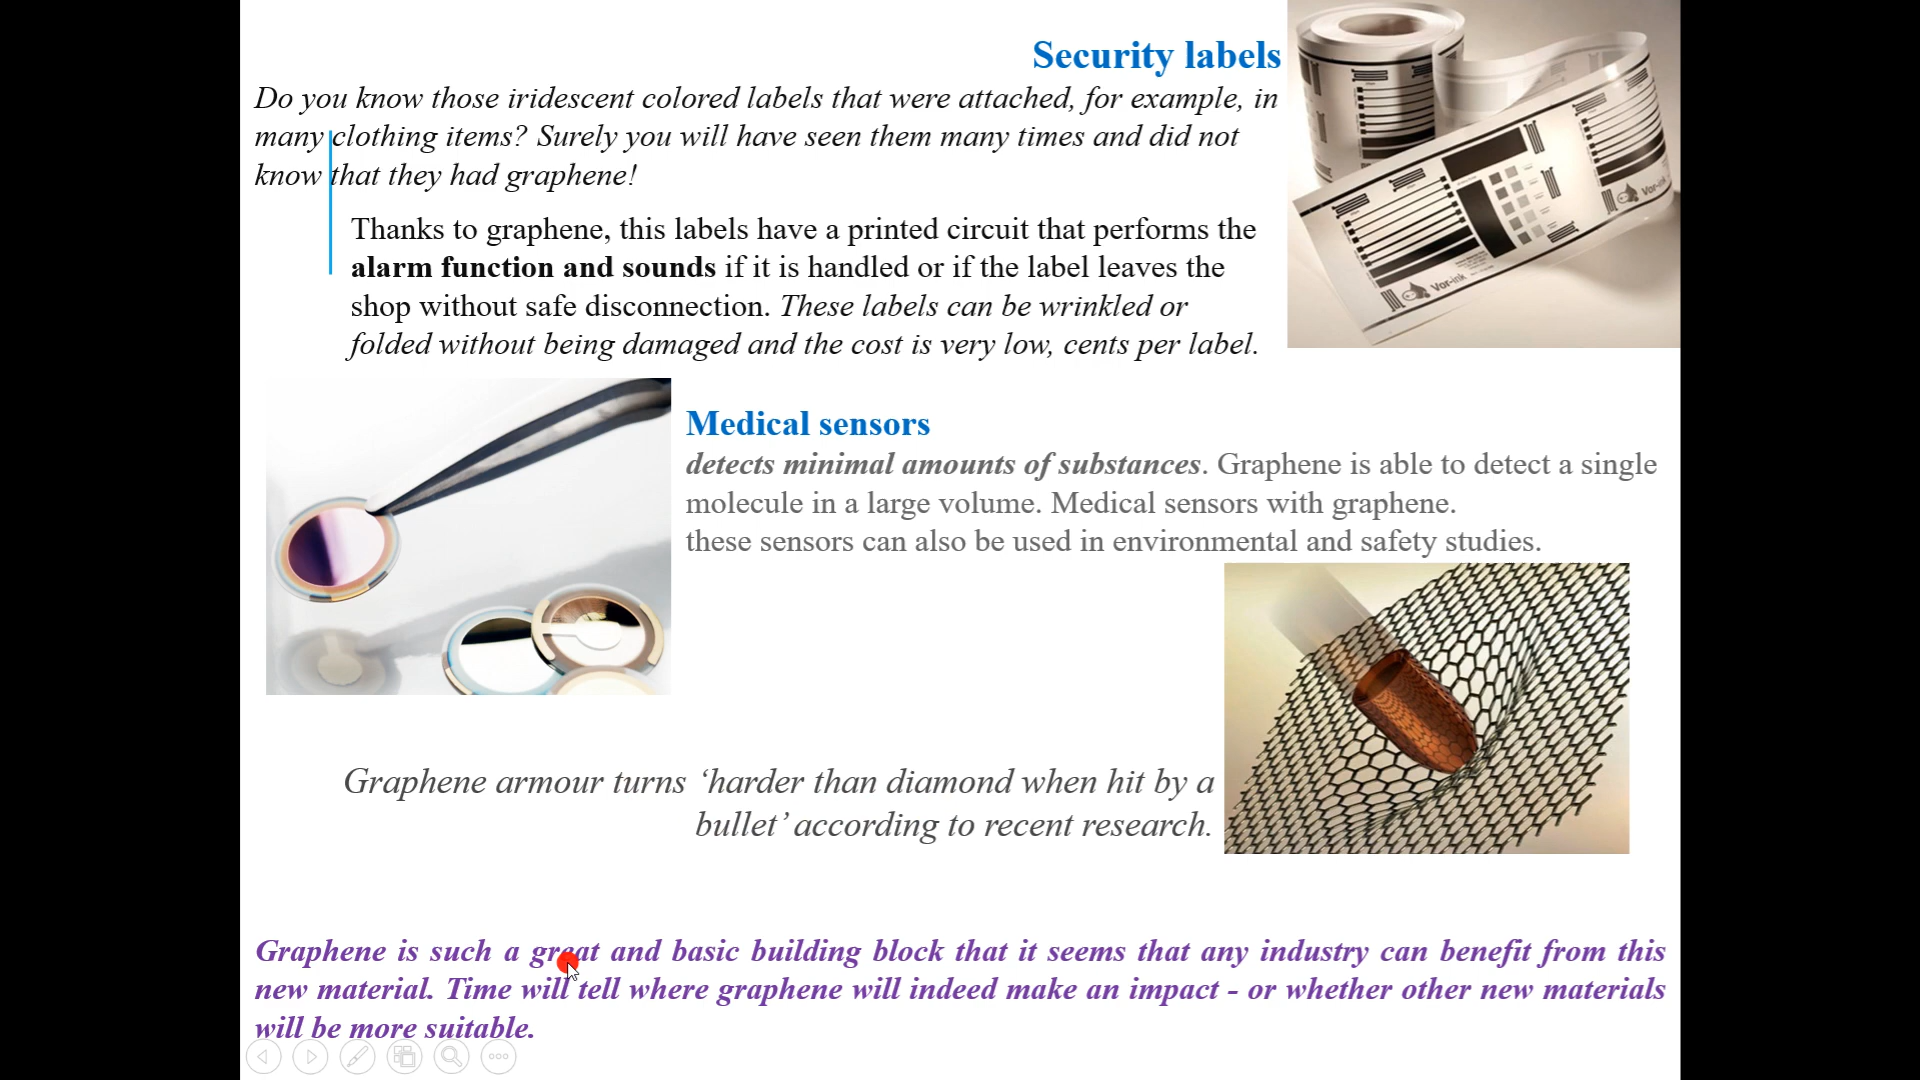 Security labels
Do you know those iridescent colored labels that were attached, for example, in
many clothing items? Surely you will have seen them many times and did not
know that they had graphene!
Thanks to graphene, this labels have a printed circuit that performs the
alarm function and sounds if it is handled or if the label leaves the
shop without safe disconnection. These labels can be wrinkled or
folded without being damaged and the cost is very low, cents per label.
Vor-ink
Vor-ink
Medical sensors
detects minimal amounts of substances. Graphene is able to detect a single
molecule in a large volume. Medical sensors with graphene.
these sensors can also be used in environmental and safety studies.
Graphene armour turns ‘harder than diamond when hit by a
bullet’ according to recent research.
Graphene is such a great and basic building block that it seems that any industry can benefit from this
new material. Time will tell where graphene will indeed make an impact - or whether other new materials
will be more suitable.